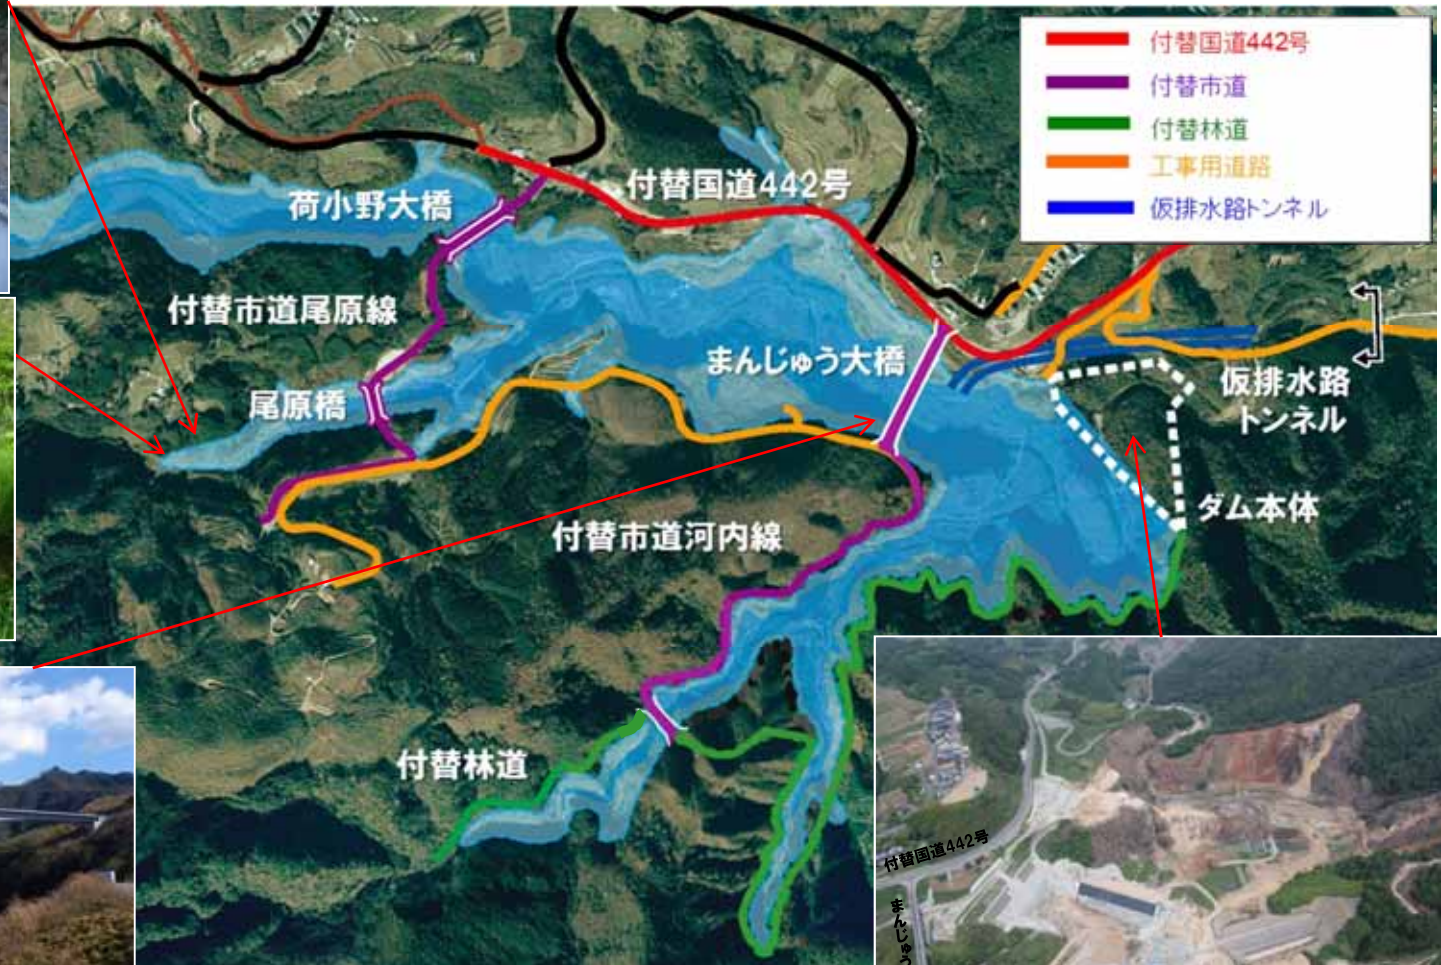 付替国道442号
付替市道
付替林道
工事用道路
仮排水路トンネル
荷小野大橋
付替国道442号
付替市道尾原線
まんじゅう大橋
尾原橋
仮排水路
トンネル
ダム本体
付替市道河内線
付替林道
付替国道442号
まんじゅう